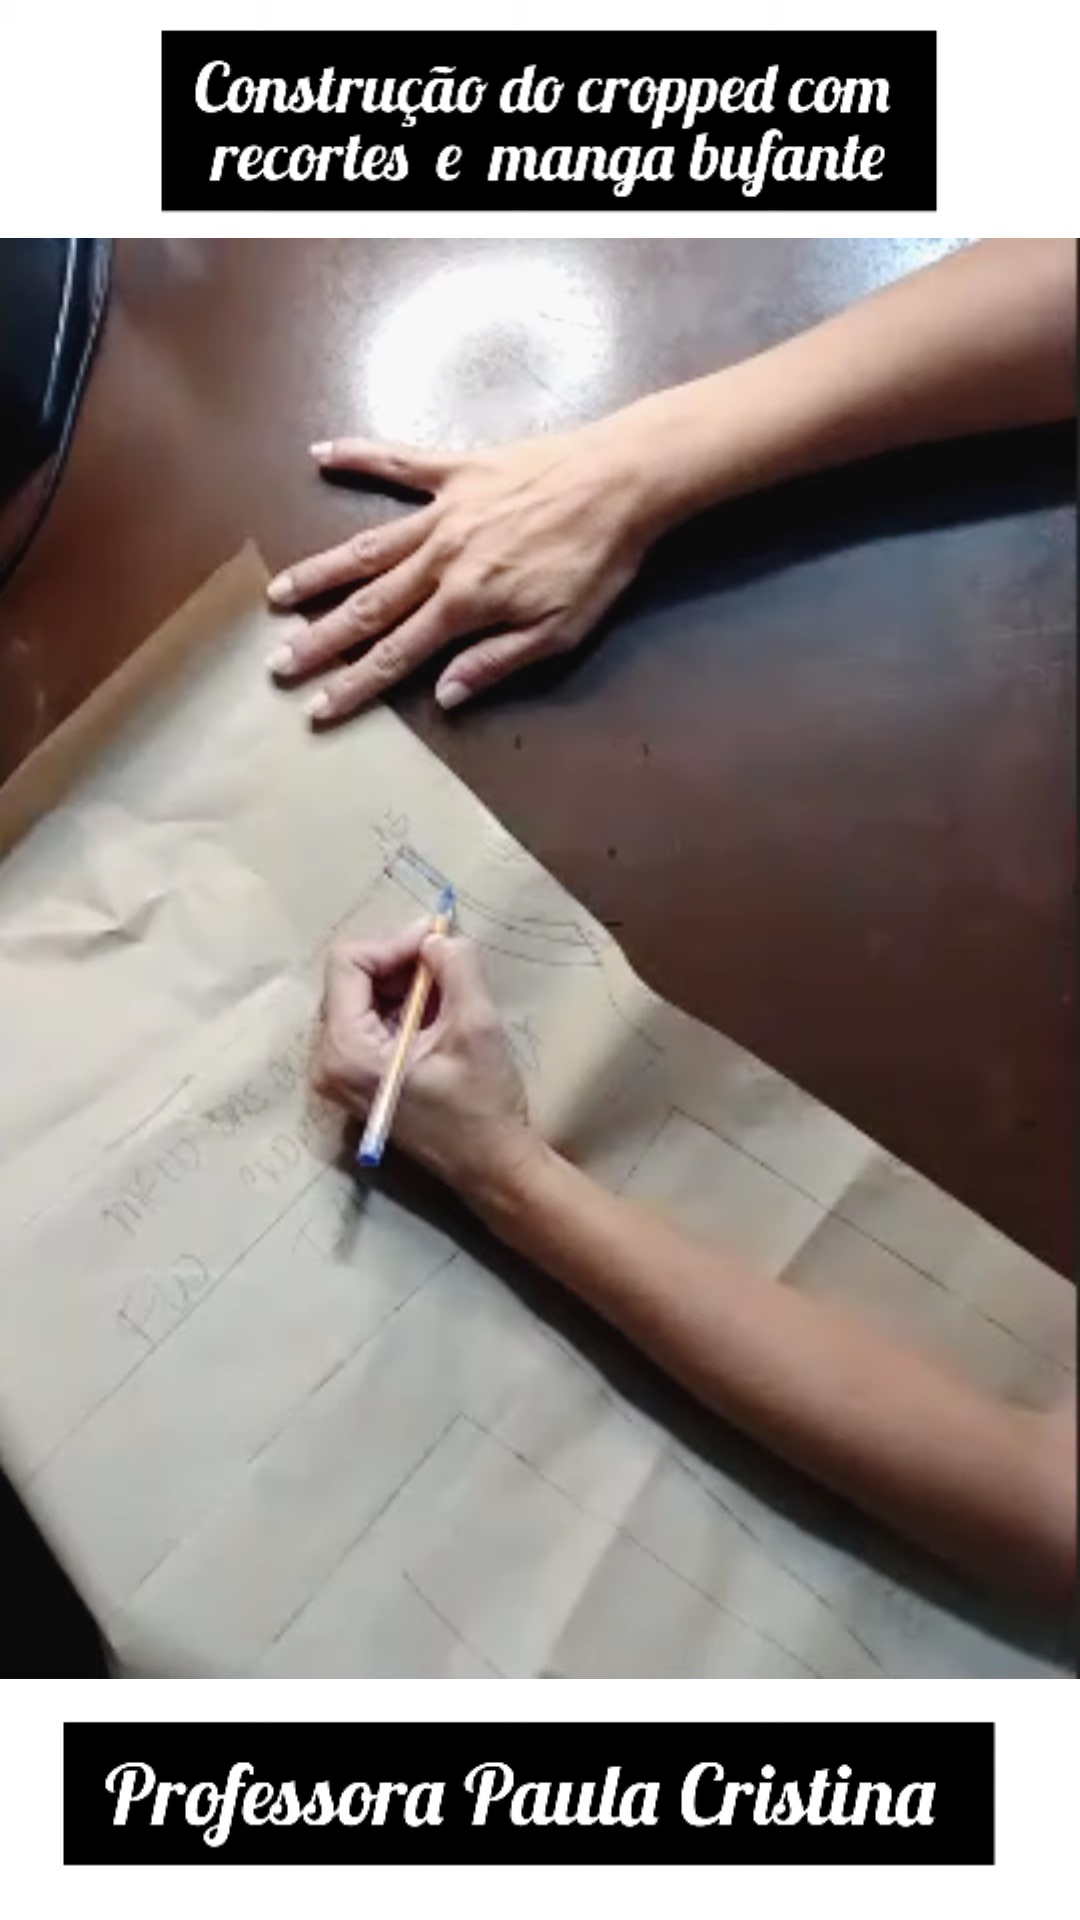 Construção do cropped com
recortes e manga bufante
Professora Paula Cristina